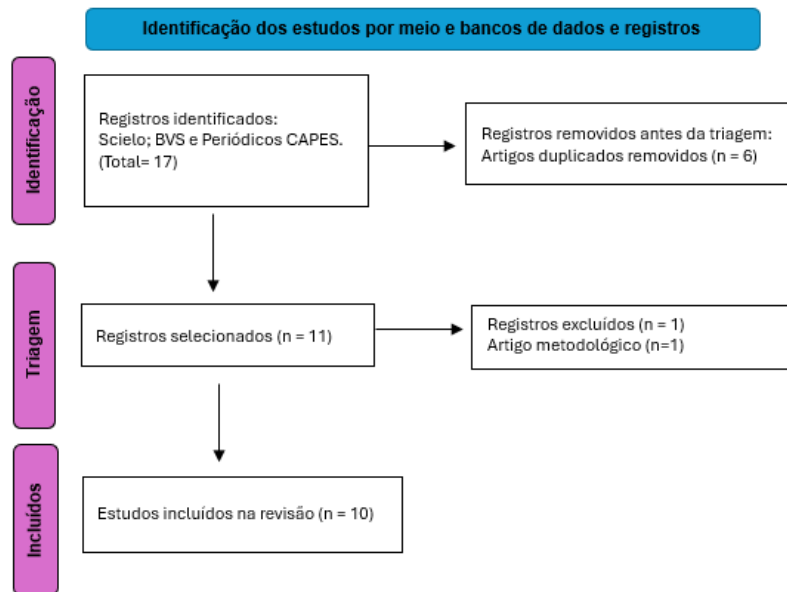 Identificação dos estudos por meio e bancos de dados e registros
Identificação
Registros identificados:
Scielo; BVS e Periódicos CAPES.
(Total= 17)
Registros removidos antes da triagem:
Artigos duplicados removidos (n = 6)
Triagem
Registros selecionados (n = 11)
Registros excluídos (n = 1)
Artigo metodológico (n=1)
Incluídos
Estudos incluídos na revisão (n = 10)